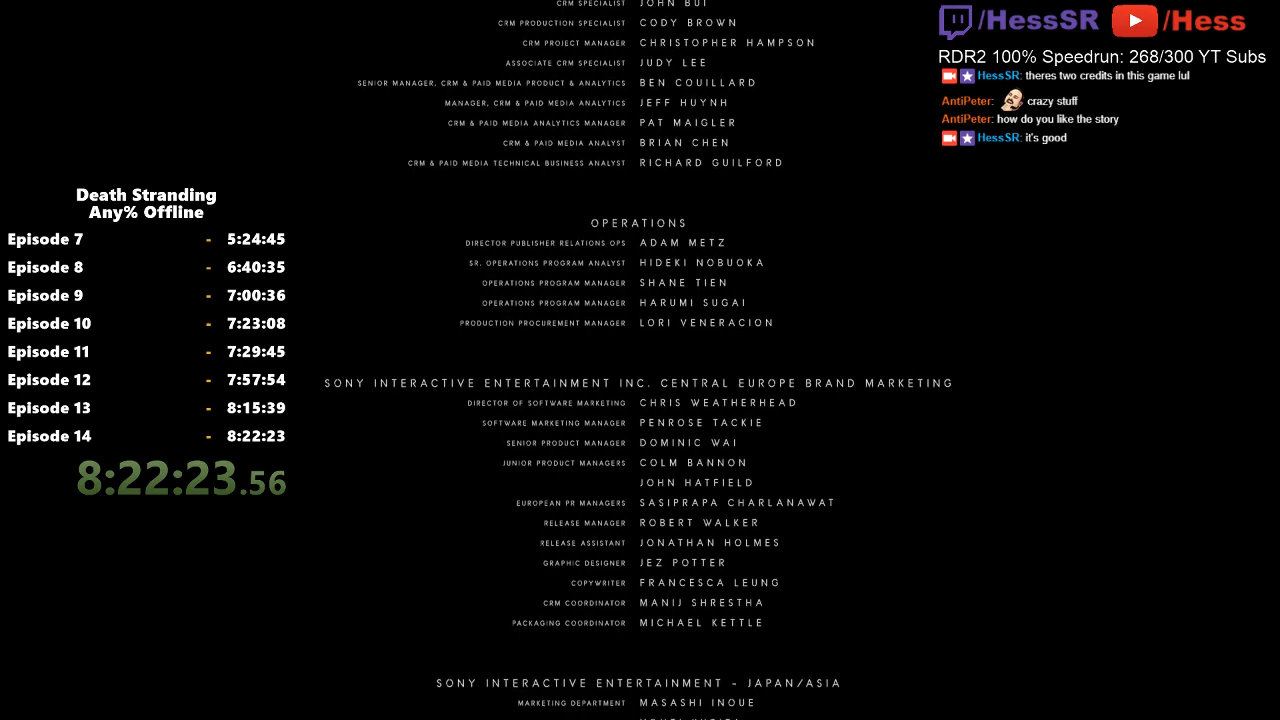 CRM SPECIALIST JOHN BUI
CRM PRODUCTION SPECIALIST CODY BROWN
CRM PROJECT MANAGER CHRISTOPHER HAMPSON
ASSOCIATE CRM SPECIALIST JUDY LEE
SENIOR MANAGER, CRM & PAID MEDIA PRODUCT & ANALYTICS BEN COUILLARD
MANAGER, CRM & PAID MEDIA ANALYTICS JEFF HUYNH
CRM & PAID MEDIA ANALYTICS MANAGER PAT MAIGLER
CRM & PAID MEDIA ANALYST BRIAN CHEN
CRM & PAID MEDIA TECHNICAL BUSINESS ANALYST RICHARD GUILFORD
OPERATIONS
DIRECTOR PUBLISHER RELATIONS OPS ADAM METZ
SR. OPERATIONS PROGRAM ANALYST HIDEKI NOBUOKA
OPERATIONS PROGRAM MANAGER SHANE TIEN
OPERATIONS PROGRAM MANAGER HARUMI SUGAI
PRODUCTION PROCUREMENT MANAGER LORI VENERACION
SONY INTERACTIVE ENTERTAINMENT INC. CENTRAL EUROPE BRAND MARKETING
DIRECTOR OF SOFTWARE MARKETING CHRIS WEATHERHEAD
SOFTWARE MARKETING MANAGER PENROSE TACKIE
SENIOR PRODUCT MANAGER DOMINIC WAI
JUNIOR PRODUCT MANAGERS COLM BANNON
JOHN HATFIELD
EUROPEAN PR MANAGERS SASIPRAPA CHARLANAWAT
RELEASE MANAGER ROBERT WALKER
RELEASE ASSISTANT JONATHAN HOLMES
GRAPHIC DESIGNER JEZ POTTER
COPYWRITER FRANCESCA LEUNG
CRM COORDINATOR MANIJ SHRESTHA
PACKAGING COORDINATOR MICHAEL KETTLE
SONY INTERACTIVE ENTERTAINMENT - JAPAN/ASIA
MARKETING DEPARTMENT MASASHI INOUE
Death Stranding
Any% Offline
Episode 7 - 5:24:45
Episode 8 - 6:40:35
Episode 9 - 7:00:36
Episode 10 - 7:23:08
Episode 11 - 7:29:45
Episode 12 - 7:57:54
Episode 13 - 8:15:39
Episode 14 - 8:22:23
8:22:23.56
/HessSR /Hess
RDR2 100% Speedrun: 268/300 YT Subs
HessSR: theres two credits in this game lul
AntiPeter: crazy stuff
AntiPeter: how do you like the story
HessSR: it's good